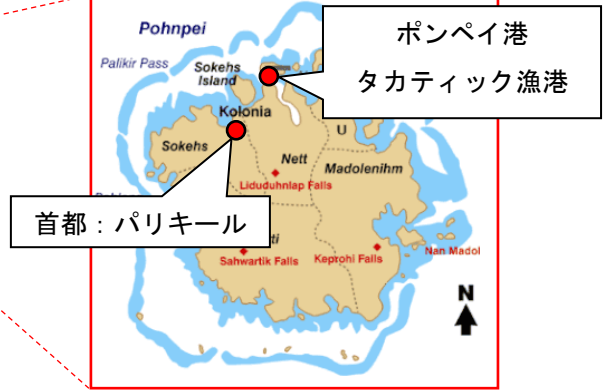 Pohnpei
ポンペイ港
タカティック漁港
Palikir Pass
Sokehs
Island
Kolonia
U
Sokehs
Nett
Madolenihm
Liduduhnlap Falls
首都：パリキール
Nan Madol
Sahwartik Falls
Keprohi Falls
N